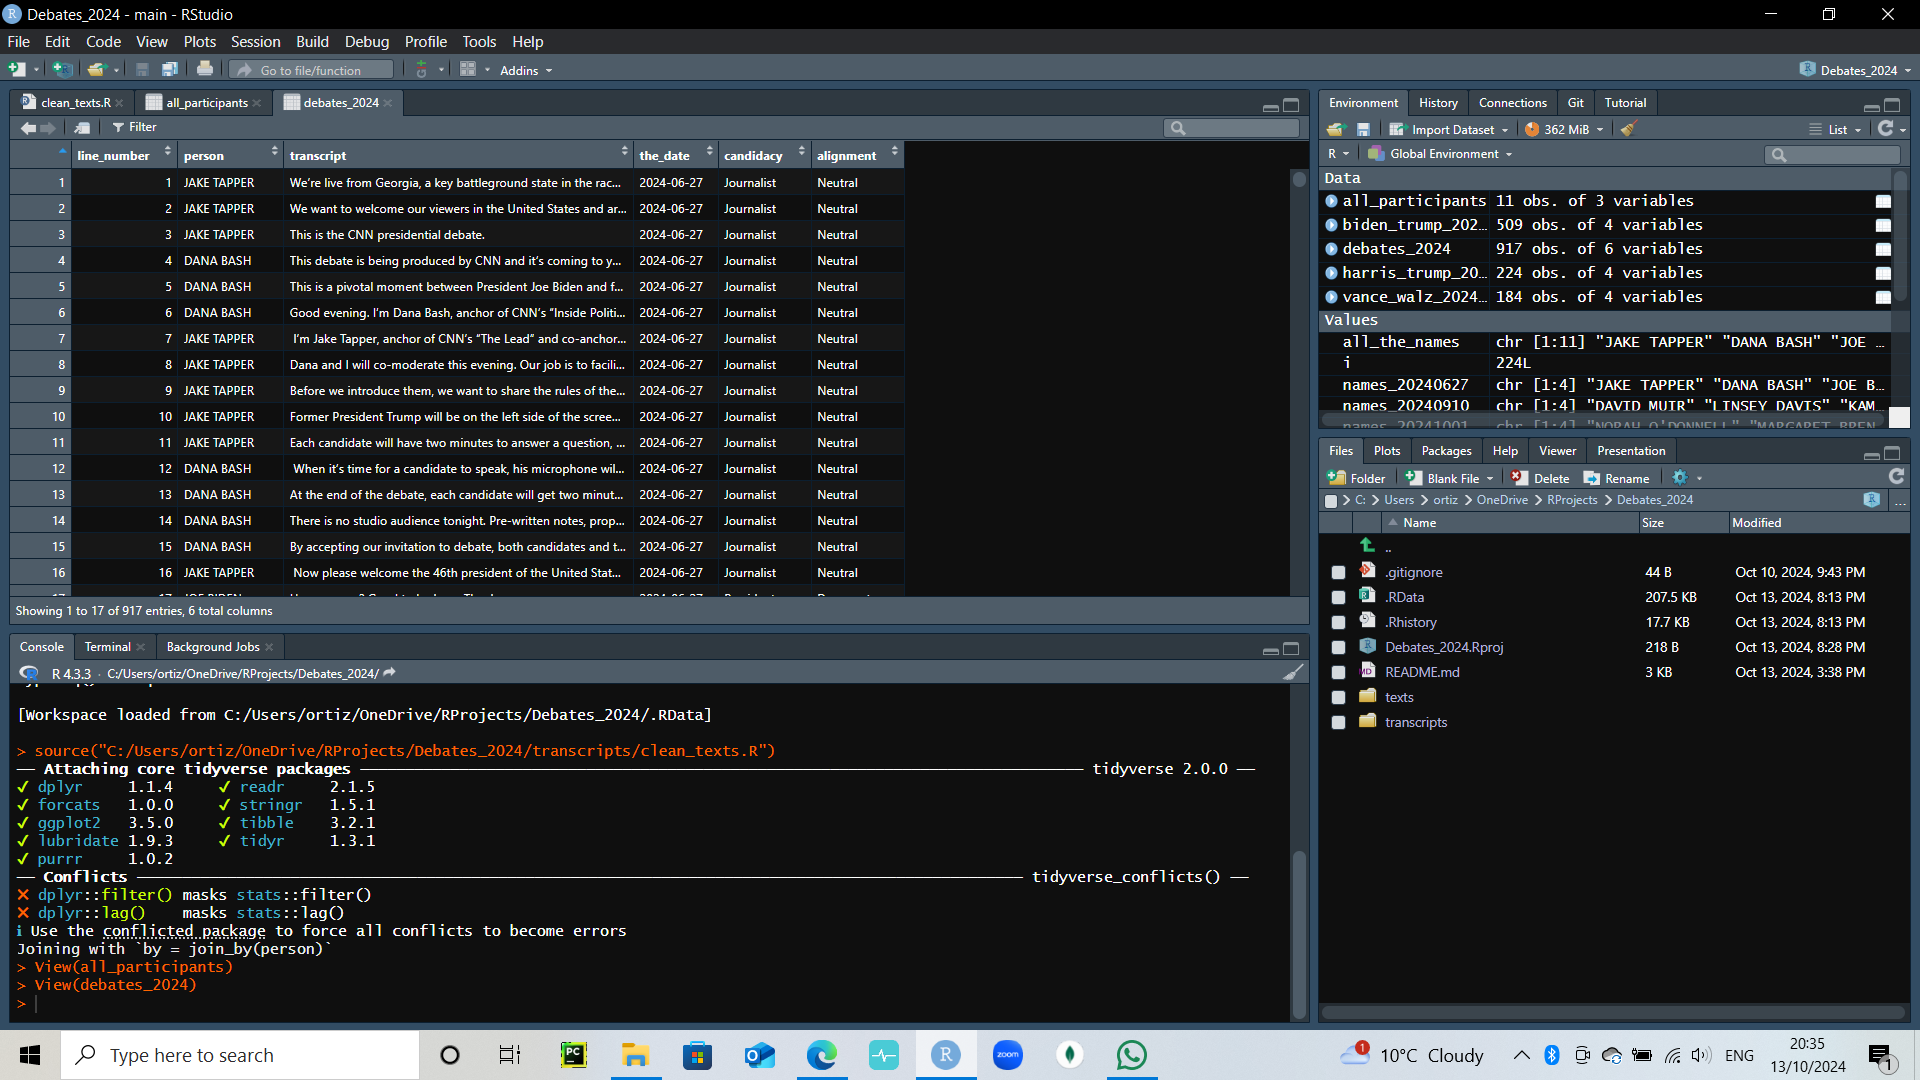 Debates_2024 - main - RStudio
File Edit Code View Plots Session Build Debug Profile Tools Help
Go to file/function Addins Debates_2024
clean_texts.R all_participants debates_2024
Filter
line_number person transcript the_date candidacy alignment
1 1 JAKE TAPPER We're live from Georgia, a key battleground state in the rac... 2024-06-27 Journalist Neutral
2 2 JAKE TAPPER We want to welcome our viewers in the United States and ar... 2024-06-27 Journalist Neutral
3 3 JAKE TAPPER This is the CNN presidential debate. 2024-06-27 Journalist Neutral
4 4 DANA BASH This debate is being produced by CNN and it's coming to y... 2024-06-27 Journalist Neutral
5 5 DANA BASH This is a pivotal moment between President Joe Biden and f... 2024-06-27 Journalist Neutral
6 6 DANA BASH Good evening. I'm Dana Bash, anchor of CNN's “Inside Politi... 2024-06-27 Journalist Neutral
7 7 JAKE TAPPER I'm Jake Tapper, anchor of CNN's “The Lead” and co-anchor... 2024-06-27 Journalist Neutral
8 8 JAKE TAPPER Dana and I will co-moderate this evening. Our job is to facili... 2024-06-27 Journalist Neutral
9 9 JAKE TAPPER Before we introduce them, we want to share the rules of the... 2024-06-27 Journalist Neutral
10 10 JAKE TAPPER Former President Trump will be on the left side of the scree... 2024-06-27 Journalist Neutral
11 11 JAKE TAPPER Each candidate will have two minutes to answer a question, ... 2024-06-27 Journalist Neutral
12 12 DANA BASH When it's time for a candidate to speak, his microphone wil... 2024-06-27 Journalist Neutral
13 13 DANA BASH At the end of the debate, each candidate will get two minut... 2024-06-27 Journalist Neutral
14 14 DANA BASH There is no studio audience tonight. Pre-written notes, prop... 2024-06-27 Journalist Neutral
15 15 DANA BASH By accepting our invitation to debate, both candidates and t... 2024-06-27 Journalist Neutral
16 16 JAKE TAPPER Now please welcome the 46th president of the United Stat... 2024-06-27 Journalist Neutral
Showing 1 to 17 of 917 entries, 6 total columns
Console Terminal Background Jobs
R 4.3.3 · C:/Users/ortiz/OneDrive/RProjects/Debates_2024/
[Workspace loaded from C:/Users/ortiz/OneDrive/RProjects/Debates_2024/.RData]
> source("C:/Users/ortiz/OneDrive/RProjects/Debates_2024/transcripts/clean_texts.R")
── Attaching core tidyverse packages ── tidyverse 2.0.0 ──
✔ dplyr 1.1.4 ✔ readr 2.1.5
✔ forcats 1.0.0 ✔ stringr 1.5.1
✔ ggplot2 3.5.0 ✔ tibble 3.2.1
✔ lubridate 1.9.3 ✔ tidyr 1.3.1
✔ purrr 1.0.2
── Conflicts ── tidyverse_conflicts() ──
✖ dplyr::filter() masks stats::filter()
✖ dplyr::lag() masks stats::lag()
ℹ Use the conflicted package to force all conflicts to become errors
Joining with `by = join_by(person)`
> View(all_participants)
> View(debates_2024)
>
Environment History Connections Git Tutorial
Import Dataset 362 MiB List
R Global Environment
Data
all_participants 11 obs. of 3 variables
biden_trump_202... 509 obs. of 4 variables
debates_2024 917 obs. of 6 variables
harris_trump_20... 224 obs. of 4 variables
vance_walz_2024... 184 obs. of 4 variables
Values
all_the_names chr [1:11] "JAKE TAPPER" "DANA BASH" "JOE ...
i 224L
names_20240627 chr [1:4] "JAKE TAPPER" "DANA BASH" "JOE B...
names_20240910 chr [1:4] "DAVID MUIR" "LINSEY DAVIS" "KAM...
names_20241001 chr [1:4] "NORAH O'DONNELL" "MARGARET BREN...
Files Plots Packages Help Viewer Presentation
Folder Blank File Delete Rename
C: Users ortiz OneDrive RProjects Debates_2024 ...
Name Size Modified
..
.gitignore 44 B Oct 10, 2024, 9:43 PM
.RData 207.5 KB Oct 13, 2024, 8:13 PM
.Rhistory 17.7 KB Oct 13, 2024, 8:13 PM
Debates_2024.Rproj 218 B Oct 13, 2024, 8:28 PM
README.md 3 KB Oct 13, 2024, 3:38 PM
texts
transcripts
Type here to search
PC
zoom
1 10°C Cloudy ENG 20:35
13/10/2024
1